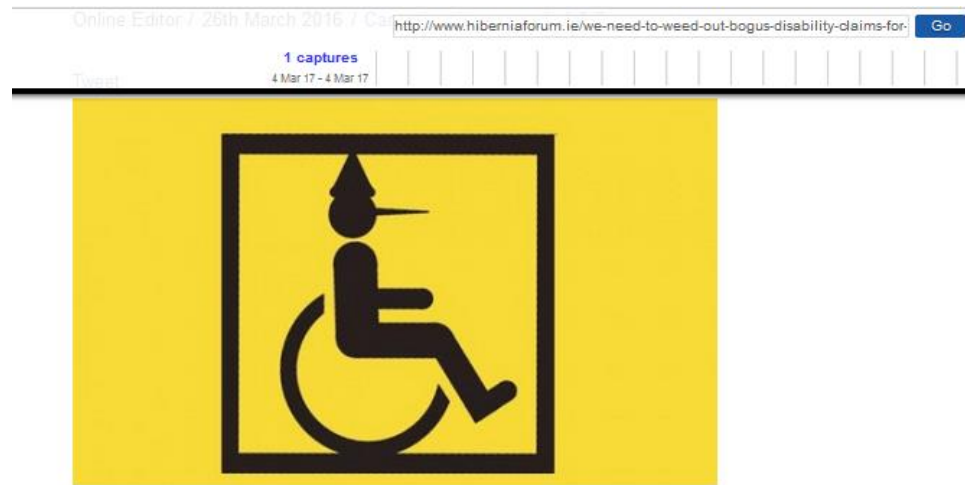 Online Editor / 26th March 2016 / Ca
http://www.hiberniaforum.ie/we-need-to-weed-out-bogus-disability-claims-for-
Go
1 captures
4 Mar 17 - 4 Mar 17
Tweet